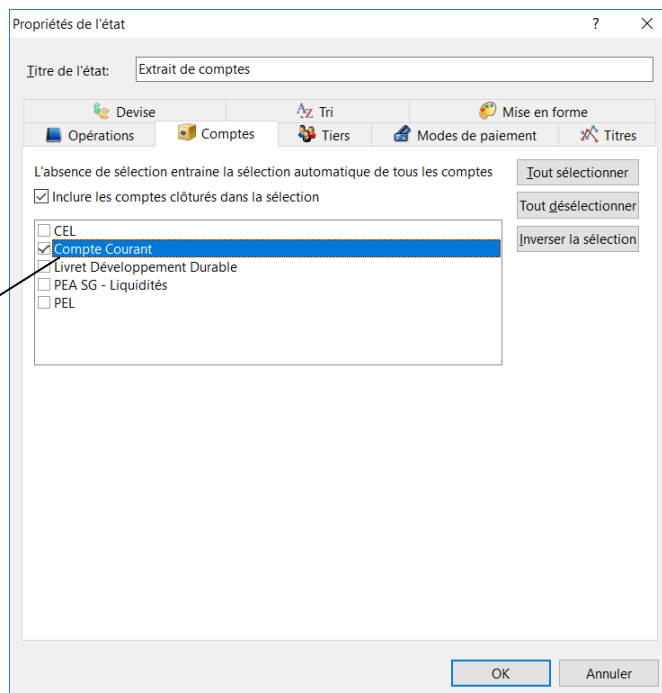 Propriétés de l'état ? ×
Titre de l'état: Extrait de comptes
Devise AZ Tri Mise en forme
Opérations Comptes Tiers Modes de paiement Titres
L'absence de sélection entraine la sélection automatique de tous les comptes
Tout sélectionner
Inclure les comptes clôturés dans la sélection
Tout désélectionner
CEL
Inverser la sélection
Compte Courant
Livret Développement Durable
PEA SG - Liquidités
PEL
OK Annuler